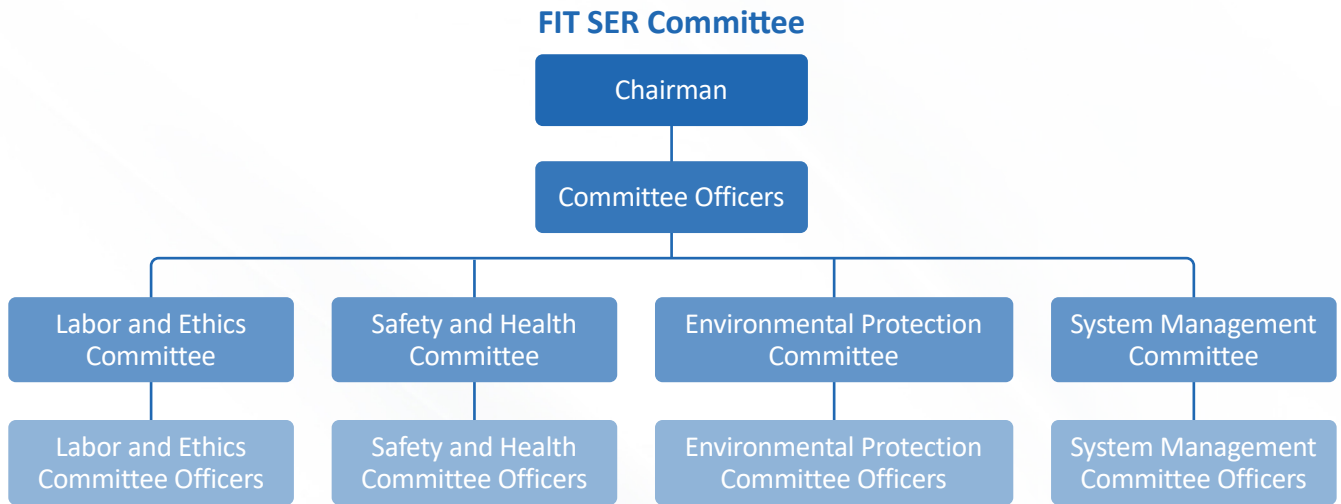 FIT SER Committee
Chairman
Committee Officers
Labor and Ethics
Committee
Safety and Health
Committee
Environmental Protection
Committee
System Management
Committee
Labor and Ethics
Committee Officers
Safety and Health
Committee Officers
Environmental Protection
Committee Officers
System Management
Committee Officers